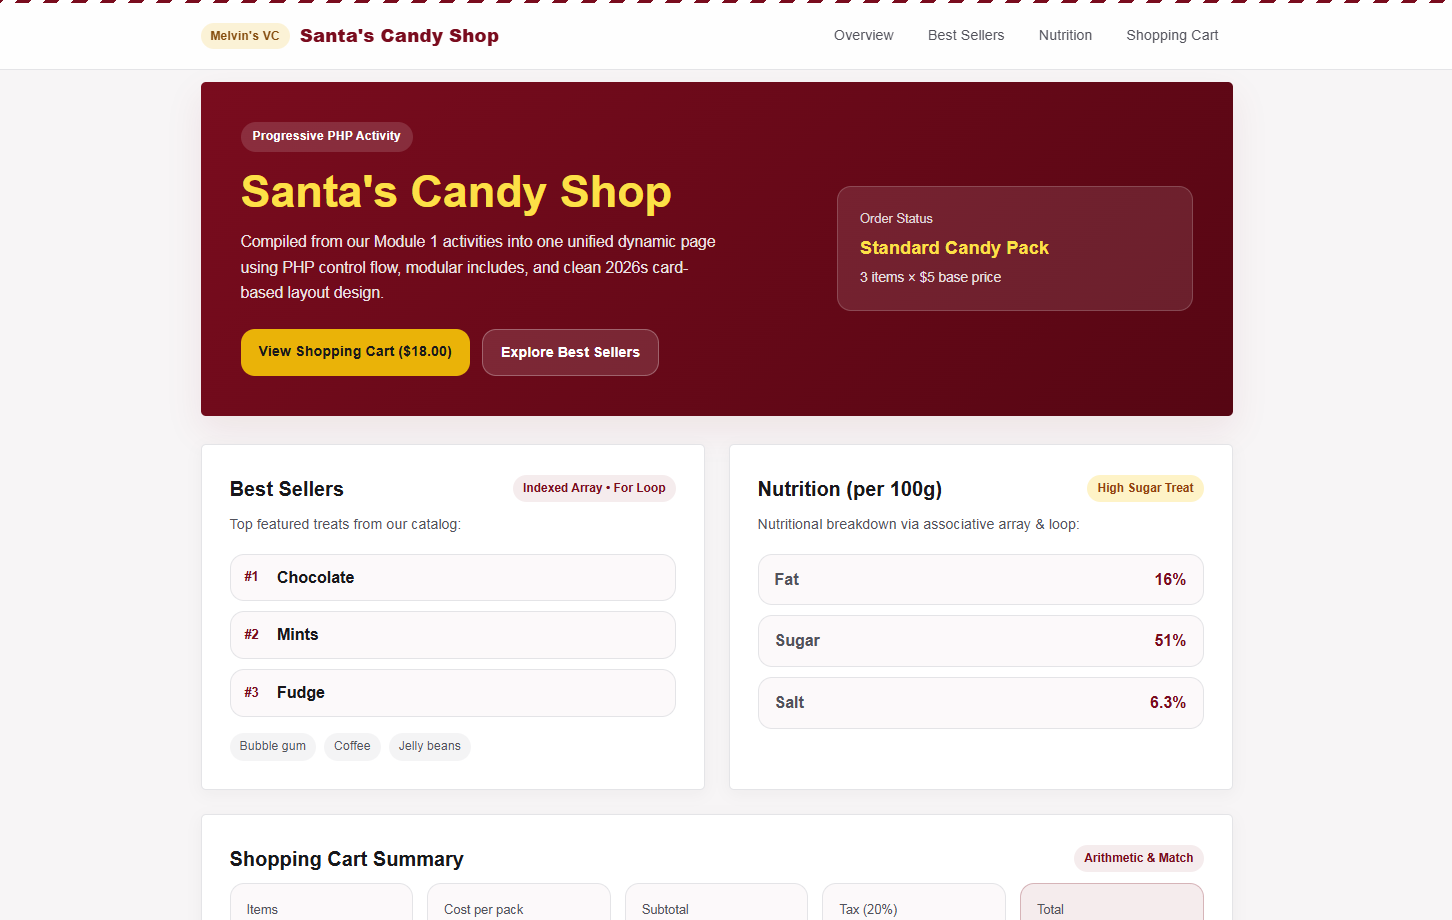 Melvin's VC
Santa's Candy Shop
Overview
Best Sellers
Nutrition
Shopping Cart
Progressive PHP Activity
Santa's Candy Shop
Compiled from our Module 1 activities into one unified dynamic page
using PHP control flow, modular includes, and clean 2026s card-
based layout design.
View Shopping Cart ($18.00)
Explore Best Sellers
Order Status
Standard Candy Pack
3 items × $5 base price
Best Sellers
Indexed Array • For Loop
Top featured treats from our catalog:
#1 Chocolate
#2 Mints
#3 Fudge
Bubble gum
Coffee
Jelly beans
Nutrition (per 100g)
High Sugar Treat
Nutritional breakdown via associative array & loop:
Fat 16%
Sugar 51%
Salt 6.3%
Shopping Cart Summary
Arithmetic & Match
Items
Cost per pack
Subtotal
Tax (20%)
Total